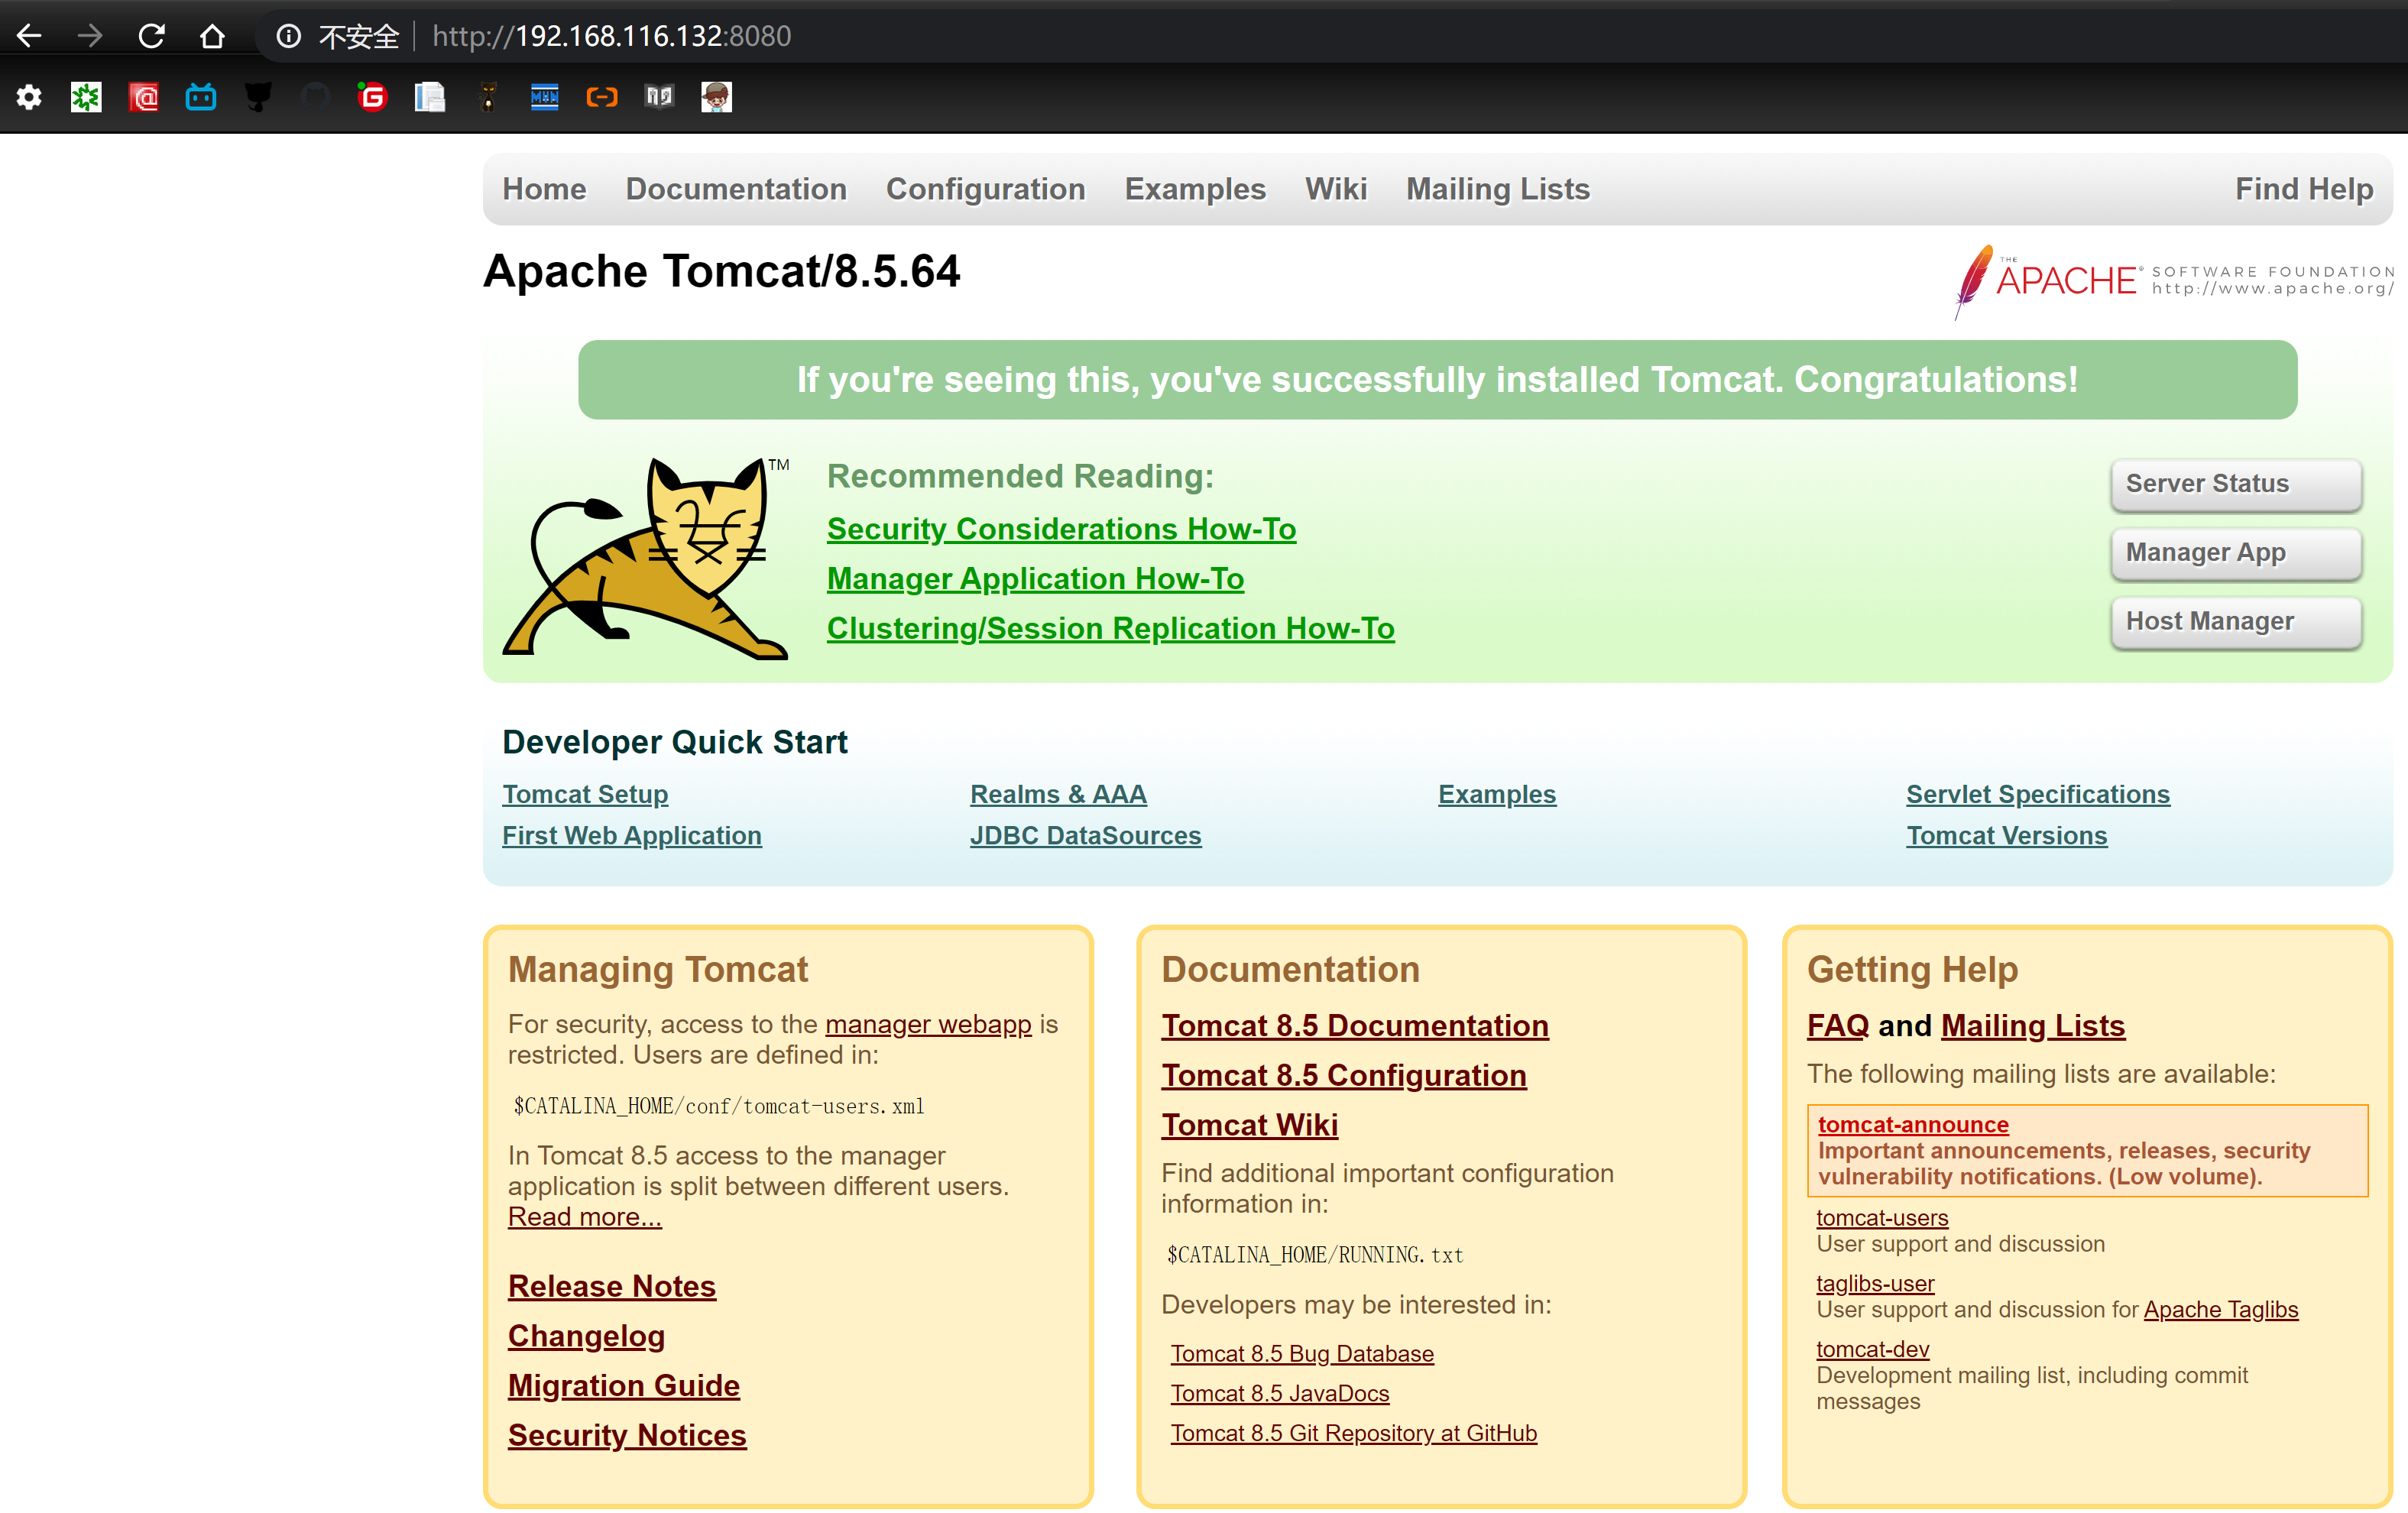 不安全 http://192.168.116.132:8080
Home Documentation Configuration Examples Wiki Mailing Lists Find Help
Apache Tomcat/8.5.64
THE APACHE® SOFTWARE FOUNDATION
http://www.apache.org/
If you're seeing this, you've successfully installed Tomcat. Congratulations!
TM
Recommended Reading:
Security Considerations How-To
Manager Application How-To
Clustering/Session Replication How-To
Server Status
Manager App
Host Manager
Developer Quick Start
Tomcat Setup
First Web Application
Realms & AAA
JDBC DataSources
Examples
Servlet Specifications
Tomcat Versions
Managing Tomcat
For security, access to the manager webapp is
restricted. Users are defined in:
$CATALINA_HOME/conf/tomcat-users.xml
In Tomcat 8.5 access to the manager
application is split between different users.
Read more...
Release Notes
Changelog
Migration Guide
Security Notices
Documentation
Tomcat 8.5 Documentation
Tomcat 8.5 Configuration
Tomcat Wiki
Find additional important configuration
information in:
$CATALINA_HOME/RUNNING.txt
Developers may be interested in:
Tomcat 8.5 Bug Database
Tomcat 8.5 JavaDocs
Tomcat 8.5 Git Repository at GitHub
Getting Help
FAQ and Mailing Lists
The following mailing lists are available:
tomcat-announce
Important announcements, releases, security
vulnerability notifications. (Low volume).
tomcat-users
User support and discussion
taglibs-user
User support and discussion for Apache Taglibs
tomcat-dev
Development mailing list, including commit
messages